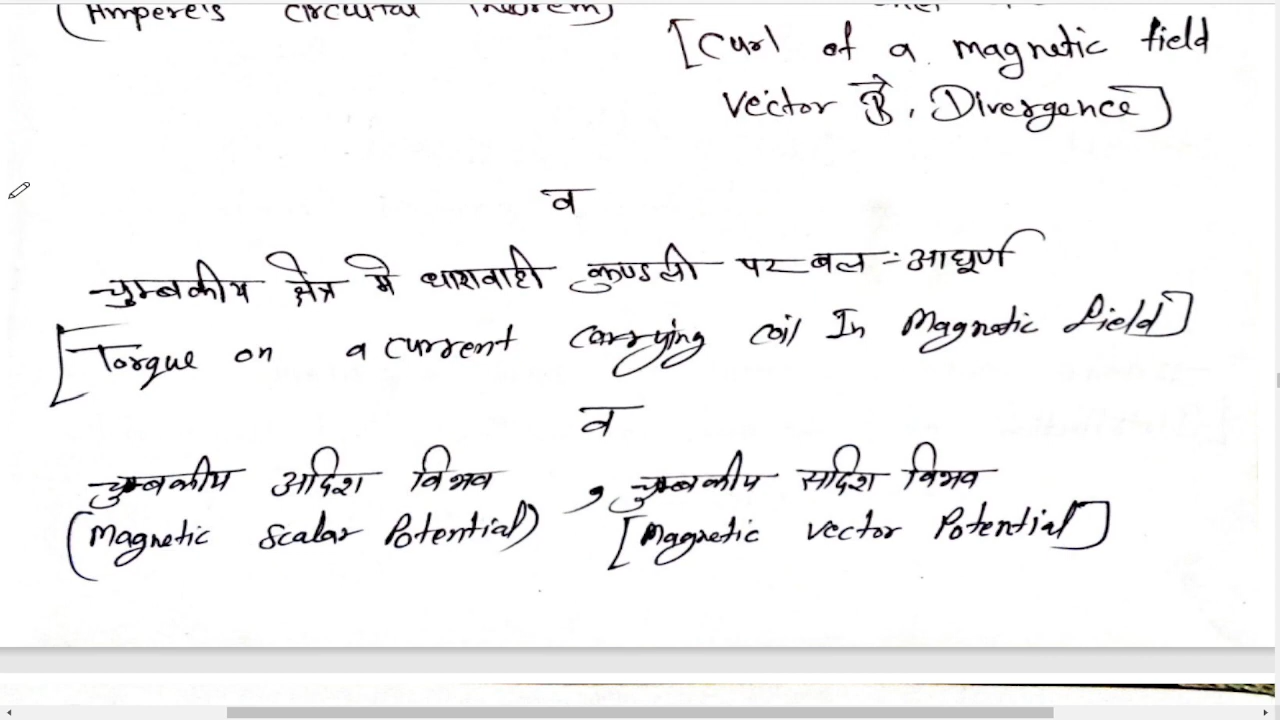 (Ampere's Circuital Theorem)
[Curl of a magnetic field
Vector B⃗, Divergence]
व
चुम्बकीय क्षेत्र मे धारावाही कुण्डली पर बल-आघूर्ण
[Torque on a current carrying coil In Magnetic field]
व
चुम्बकीय अदिश विभव , चुम्बकीय सदिश विभव
(Magnetic Scalar Potential) [Magnetic vector Potential]